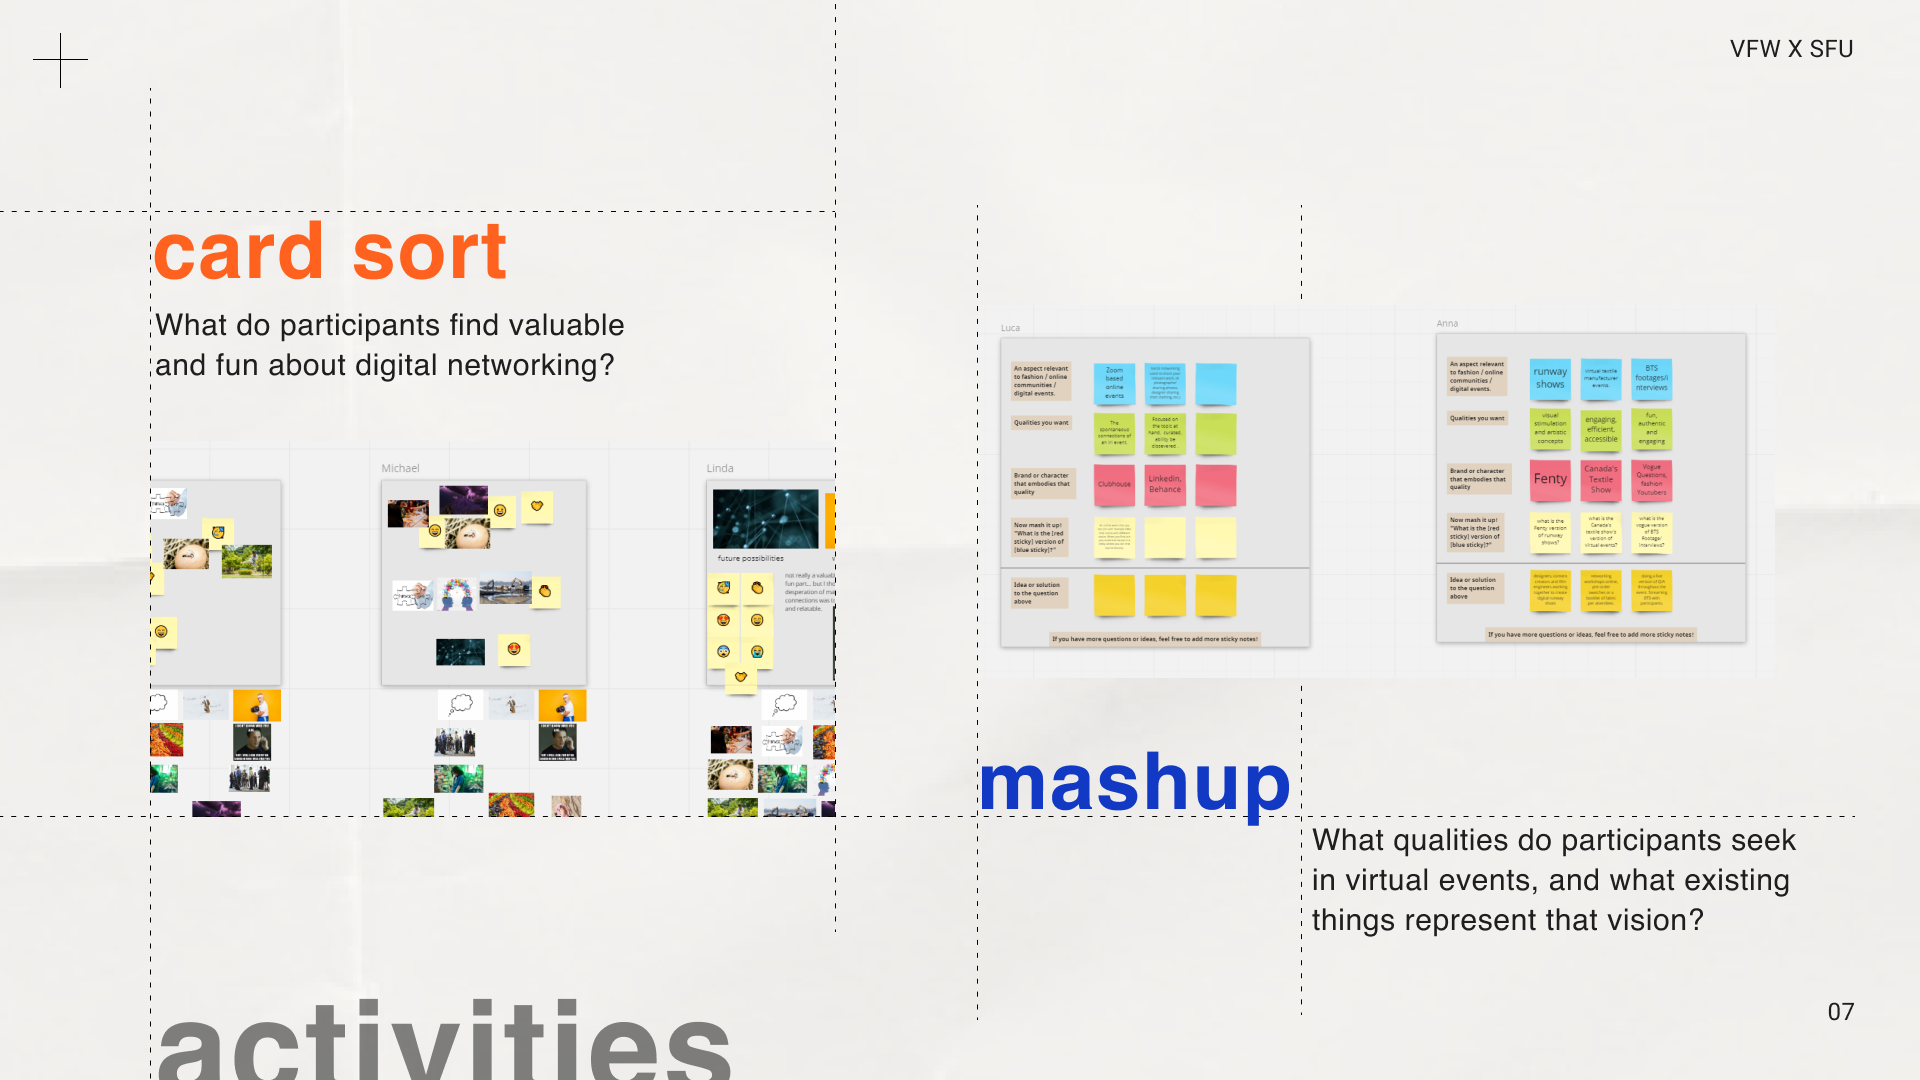 VFW X SFU
card sort
What do participants find valuable
and fun about digital networking?
Michael
Linda
future possibilities
not really a valuab
fun part... but I tho
desperation of ma
connections was i
and relatable.
Luca
An aspect relevant
to fashion / online
communities /
digital events.
Zoom
based
online
events
Qualities you want
The
spontaneous
connections of
an in event
Focused on
the topic at
hand, curated,
ability be
discovered
Brand or character
that embodies that
quality
Clubhouse
LinkedIn,
Behance
Now mash it up!
"What is the [red
sticky] version of
[blue sticky]?"
Idea or solution
to the question
above
If you have more questions or ideas, feel free to add more sticky notes!
Anna
An aspect relevant
to fashion / online
communities /
digital events.
runway
shows
virtual textile
manufacturer
events.
BTS
footages/i
nterviews
Qualities you want
visual
stimulation
and artistic
concepts
engaging,
efficient,
accessible
fun,
authentic
and
engaging
Brand or character
that embodies that
quality
Fenty
Canada's
Textile
Show
Vogue
Questions,
fashion
Youtubers
Now mash it up!
"What is the [red
sticky] version of
[blue sticky]?"
what is the
Fenty version
of runway
shows?
what is the
Canada's
textile show's
version of
virtual events?
what is the
vogue version
of BTS
Footage/
Interviews?
Idea or solution
to the question
above
If you have more questions or ideas, feel free to add more sticky notes!
mashup
What qualities do participants seek
in virtual events, and what existing
things represent that vision?
activities
07